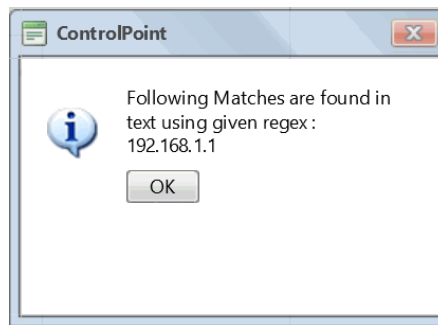 ControlPoint
Following Matches are found in
text using given regex :
192.168.1.1
OK